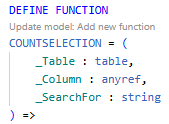 DEFINE FUNCTION
Update model: Add new function
COUNTSELECTION = (
    _Table : table,
    _Column : anyref,
    _SearchFor : string
) =>